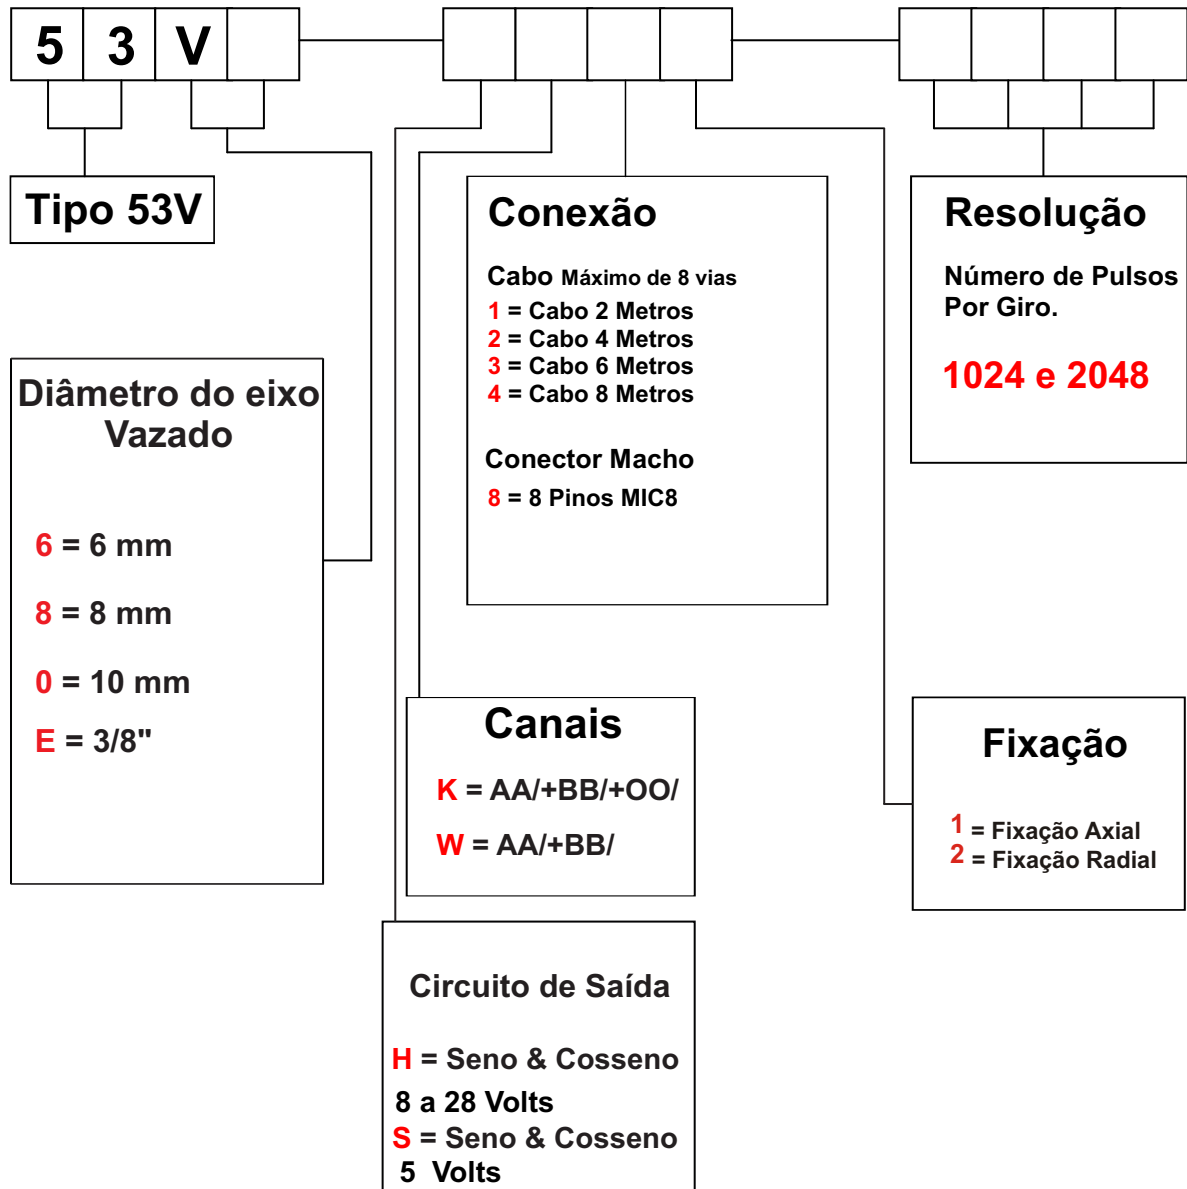 5 3 V
Tipo 53V
Diâmetro do eixo
Vazado
6 = 6 mm
8 = 8 mm
0 = 10 mm
E = 3/8"
Conexão
Cabo Máximo de 8 vias
1 = Cabo 2 Metros
2 = Cabo 4 Metros
3 = Cabo 6 Metros
4 = Cabo 8 Metros
Conector Macho
8 = 8 Pinos MIC8
Resolução
Número de Pulsos
Por Giro.
1024 e 2048
Canais
K = AA/+BB/+OO/
W = AA/+BB/
Fixação
1 = Fixação Axial
2 = Fixação Radial
Circuito de Saída
H = Seno & Cosseno
8 a 28 Volts
S = Seno & Cosseno
5 Volts